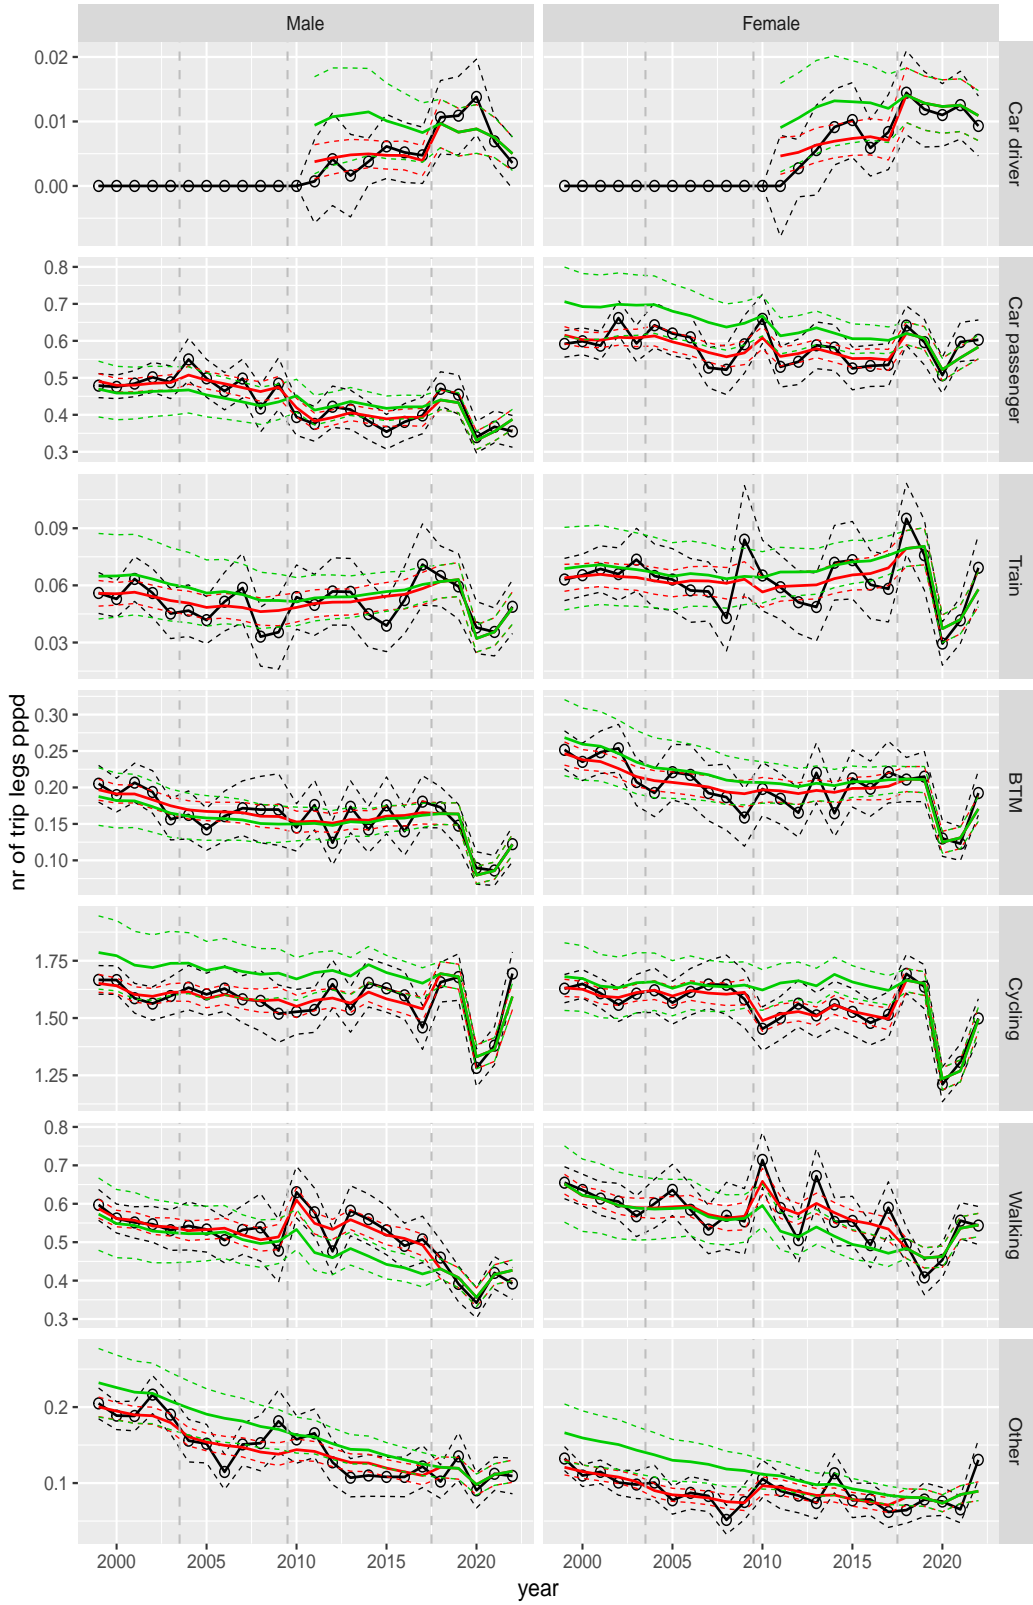 Male Female
0.02
0.01
0.00
Car driver
0.8
0.7
0.6
0.5
0.4
0.3
Car passenger
0.09
0.06
0.03
Train
0.30
0.25
0.20
0.15
0.10
BTM
nr of trip legs pppd
1.75
1.50
1.25
Cycling
0.8
0.7
0.6
0.5
0.4
0.3
Walking
0.2
0.1
Other
2000 2005 2010 2015 2020 2000 2005 2010 2015 2020
year